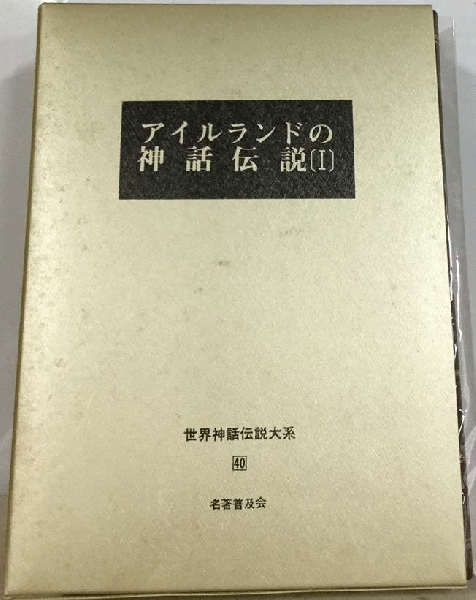 アイルランドの
神話伝説〔I〕
世界神話伝説大系
40
名著普及会